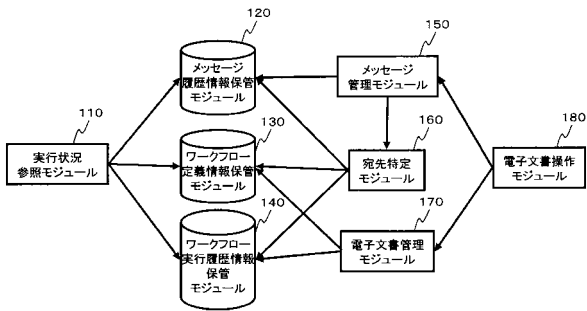 120
メッセージ
履歴情報保管
モジュール
150
メッセージ
管理モジュール
110
実行状況
参照モジュール
130
ワークフロー
定義情報保管
モジュール
160
宛先特定
モジュール
180
電子文書操作
モジュール
140
ワークフロー
実行履歴情報
保管
モジュール
170
電子文書管理
モジュール